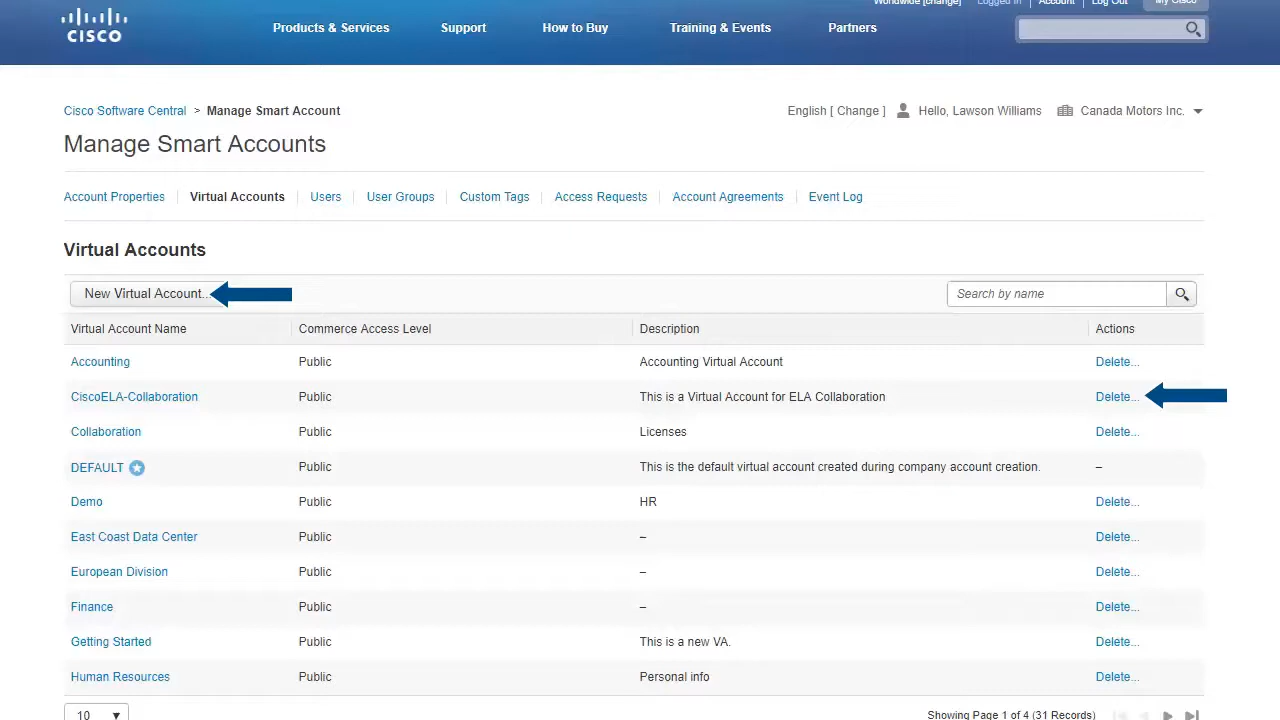 Worldwide [change] Logged In Account Log Out My Cisco
CISCO Products & Services Support How to Buy Training & Events Partners
Cisco Software Central > Manage Smart Account English [ Change ] Hello, Lawson Williams Canada Motors Inc.
Manage Smart Accounts
Account Properties Virtual Accounts Users User Groups Custom Tags Access Requests Account Agreements Event Log
Virtual Accounts
New Virtual Account... Search by name
Virtual Account Name Commerce Access Level Description Actions
Accounting Public Accounting Virtual Account Delete...
CiscoELA-Collaboration Public This is a Virtual Account for ELA Collaboration Delete...
Collaboration Public Licenses Delete...
DEFAULT Public This is the default virtual account created during company account creation. –
Demo Public HR Delete...
East Coast Data Center Public – Delete...
European Division Public – Delete...
Finance Public – Delete...
Getting Started Public This is a new VA. Delete...
Human Resources Public Personal info Delete...
10 Showing Page 1 of 4 (31 Records)